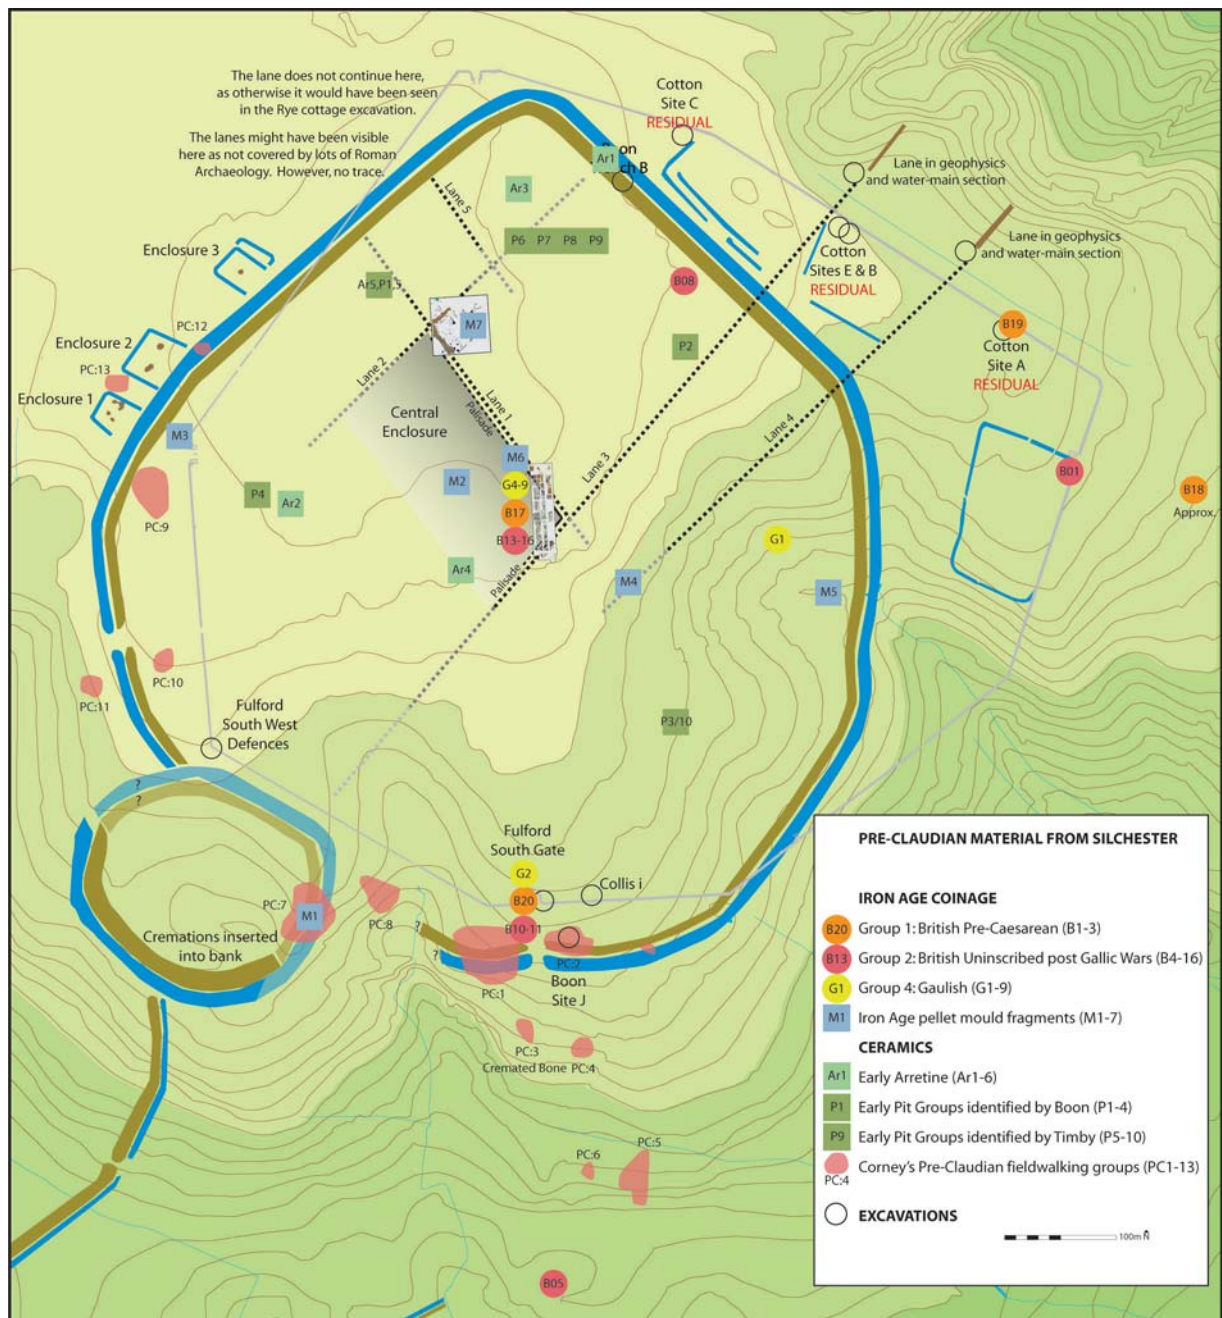 The lane does not continue here,
as otherwise it would have been seen
in the Rye cottage excavation.
The lanes might have been visible
here as not covered by lots of Roman
Archaeology. However, no trace.
Cotton
Site C
RESIDUAL
Ar1
Lane in geophysics
and water-main section
Lane 5
Ar3
P6 P7 P8 P9
Enclosure 3
Cotton
Sites E & B
RESIDUAL
Lane in geophysics
and water-main section
B08
M7
PC:12
B19
Cotton
Site A
RESIDUAL
Enclosure 2
PC:13
P2
Lane 2
Enclosure 1
Lane 1
Palisade
Central
Enclosure
Lane 4
M3
M6
Lane 3
B01
M2
G4-9
B18
Approx.
P4
Ar2
PC:9
B17
B13-16
G1
Ar4
Palisade
M4
M5
PC:10
PC:11
Fulford
South West
Defences
P3/10
?
?
Fulford
South Gate
G2
B20
Collis i
PC:7
M1
PC:8
B10-11
?
?
Cremations inserted
into bank
PC:2
PC:1
Boon
Site J
PC:3
Cremated Bone
PC:4
PC:6
PC:5
B05
PRE-CLAUDIAN MATERIAL FROM SILCHESTER
IRON AGE COINAGE
B20 Group 1: British Pre-Caesarean (B1-3)
B13 Group 2: British Uninscribed post Gallic Wars (B4-16)
G1 Group 4: Gaulish (G1-9)
M1 Iron Age pellet mould fragments (M1-7)
CERAMICS
Ar1 Early Arretine (Ar1-6)
P1 Early Pit Groups identified by Boon (P1-4)
P9 Early Pit Groups identified by Timby (P5-10)
PC:4 Corney's Pre-Claudian fieldwalking groups (PC1-13)
EXCAVATIONS
100m N